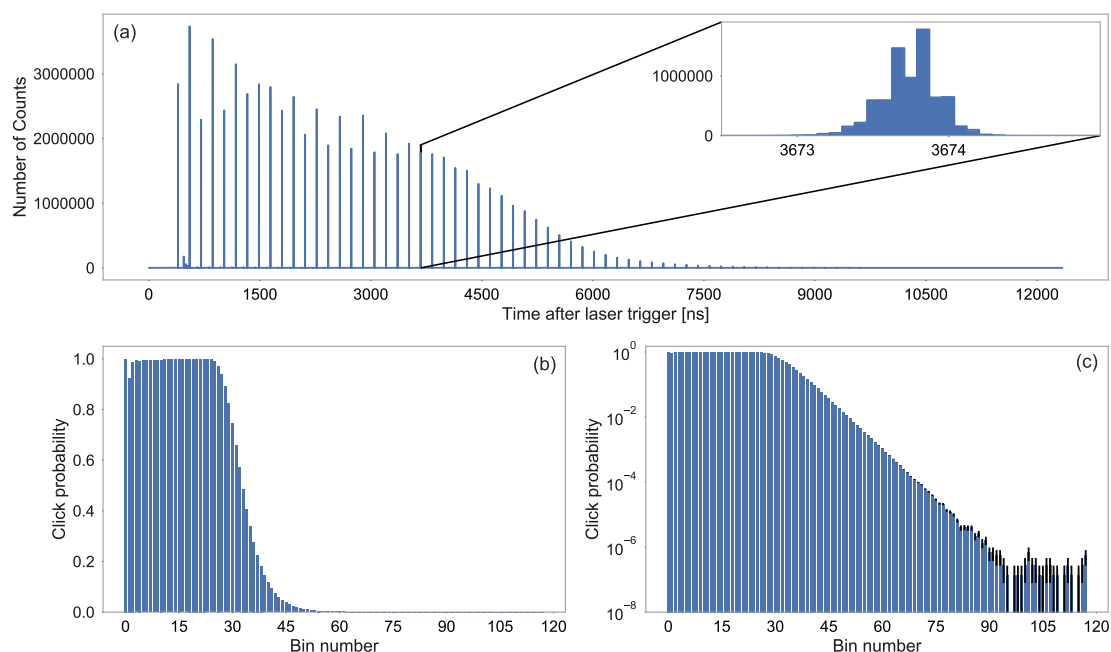 (a)
Number of Counts
3000000
2000000
1000000
0
0 1500 3000 4500 6000 7500 9000 10500 12000
Time after laser trigger [ns]
1000000
0
3673 3674
(b)
Click probability
1.0
0.8
0.6
0.4
0.2
0.0
0 15 30 45 60 75 90 105 120
Bin number
(c)
Click probability
10⁰
10⁻²
10⁻⁴
10⁻⁶
10⁻⁸
0 15 30 45 60 75 90 105 120
Bin number